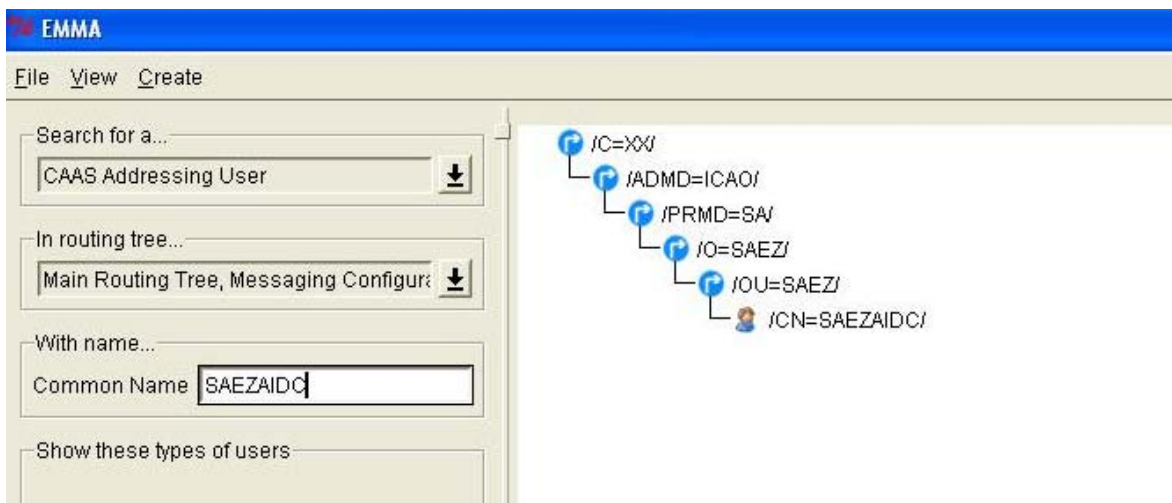 EMMA
File View Create
Search for a...
CAAS Addressing User
In routing tree...
Main Routing Tree, Messaging Configura
With name...
Common Name SAEZAIDC
Show these types of users
/C=XX/
/ADMD=ICAO/
/PRMD=SA/
/O=SAEZ/
/OU=SAEZ/
/CN=SAEZAIDC/